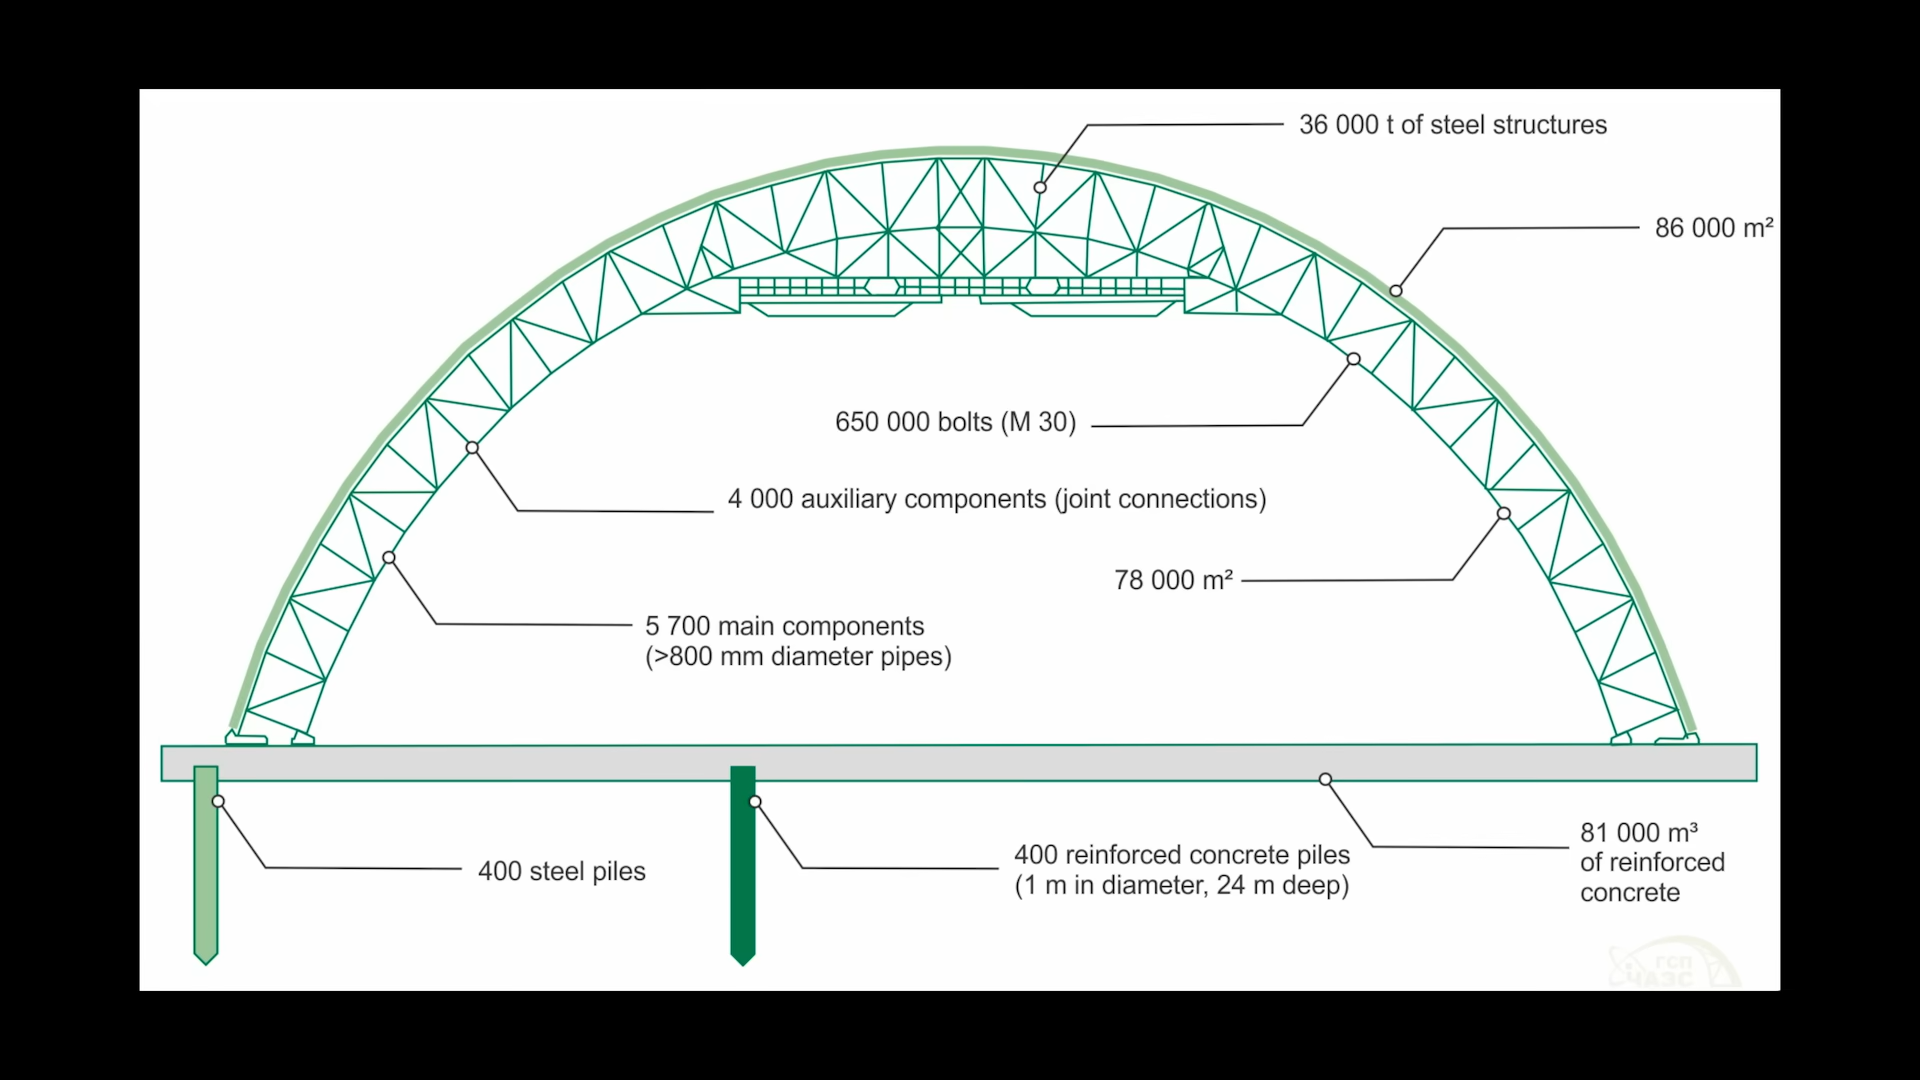 36 000 t of steel structures
86 000 m²
650 000 bolts (M 30)
4 000 auxiliary components (joint connections)
78 000 m²
5 700 main components
(>800 mm diameter pipes)
400 steel piles
400 reinforced concrete piles
(1 m in diameter, 24 m deep)
81 000 m³
of reinforced
concrete
ГСП
ЧАЭС